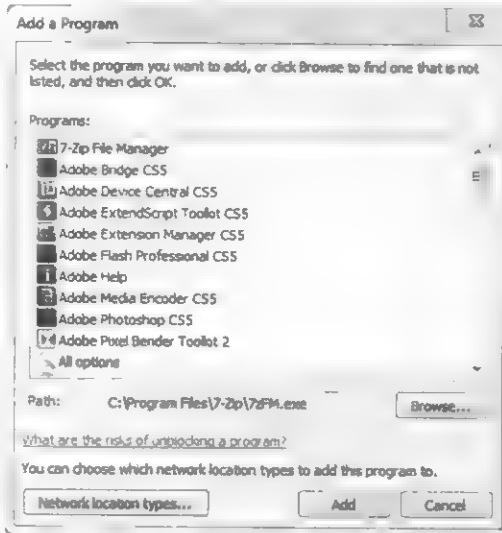 Add a Program
Select the program you want to add, or click Browse to find one that is not
listed, and then click OK.
Programs:
7-Zip File Manager
Adobe Bridge CS5
Adobe Device Central CS5
Adobe ExtendScript Toolkit CS5
Adobe Extension Manager CS5
Adobe Flash Professional CS5
Adobe Help
Adobe Media Encoder CS5
Adobe Photoshop CS5
Adobe Pixel Bender Toolkit 2
All options
Path: C:\Program Files\7-Zip\7zFM.exe Browse...
What are the risks of unblocking a program?
You can choose which network location types to add this program to.
Network location types... Add Cancel